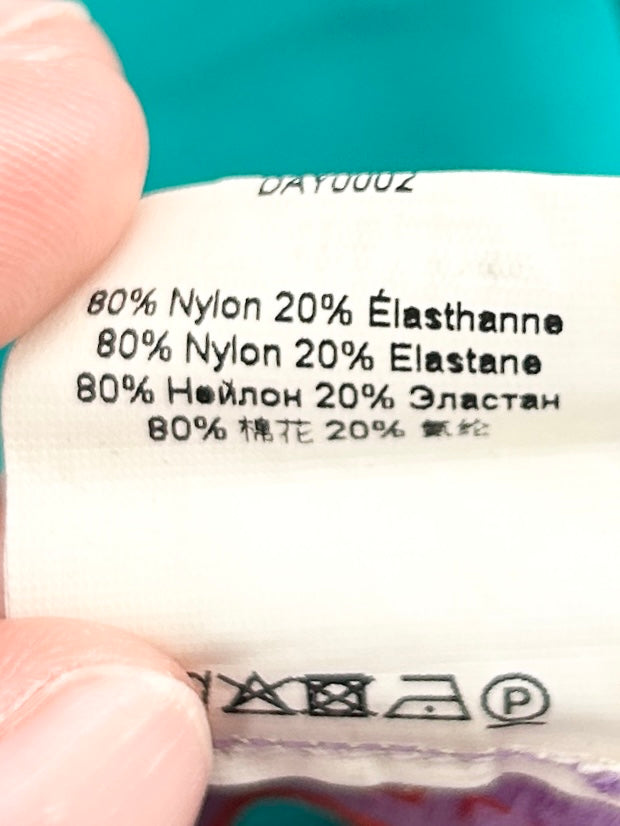 DAY0002
80% Nylon 20% Élasthanne
80% Nylon 20% Elastane
80% Нейлон 20% Эластан
80% 棉花 20% 氨纶
P